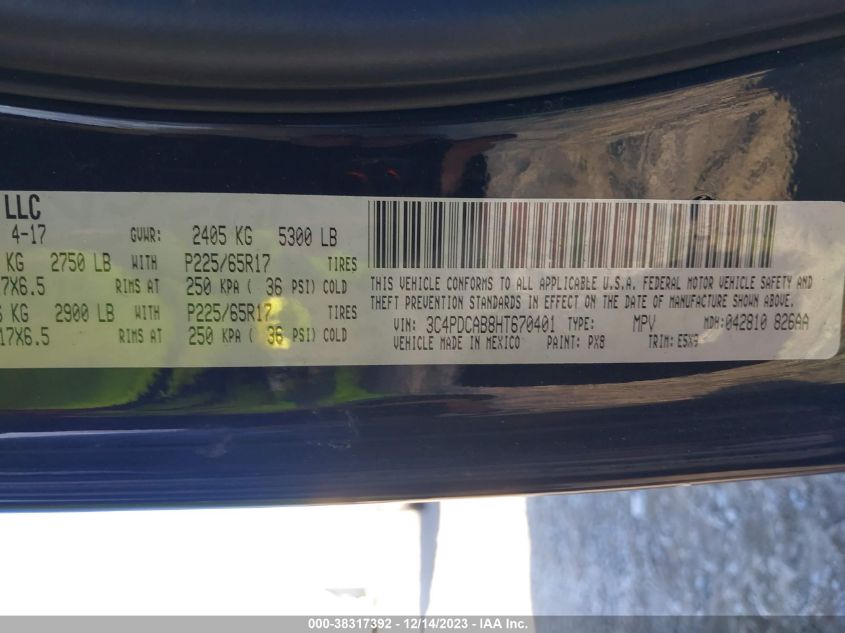 LLC
4-17 GVWR: 2405 KG 5300 LB
KG 2750 LB WITH P225/65R17 TIRES
7X6.5 RIMS AT 250 KPA ( 36 PSI) COLD
KG 2900 LB WITH P225/65R17 TIRES
17X6.5 RIMS AT 250 KPA ( 36 PSI) COLD
THIS VEHICLE CONFORMS TO ALL APPLICABLE U.S.A. FEDERAL MOTOR VEHICLE SAFETY AND
THEFT PREVENTION STANDARDS IN EFFECT ON THE DATE OF MANUFACTURE SHOWN ABOVE.
VIN: 3C4PDCAB8HT670401 TYPE: MPV MDH: 042810 826AA
VEHICLE MADE IN MEXICO PAINT: PX8 TRIM: E5X9
000-38317392 - 12/14/2023 - IAA Inc.